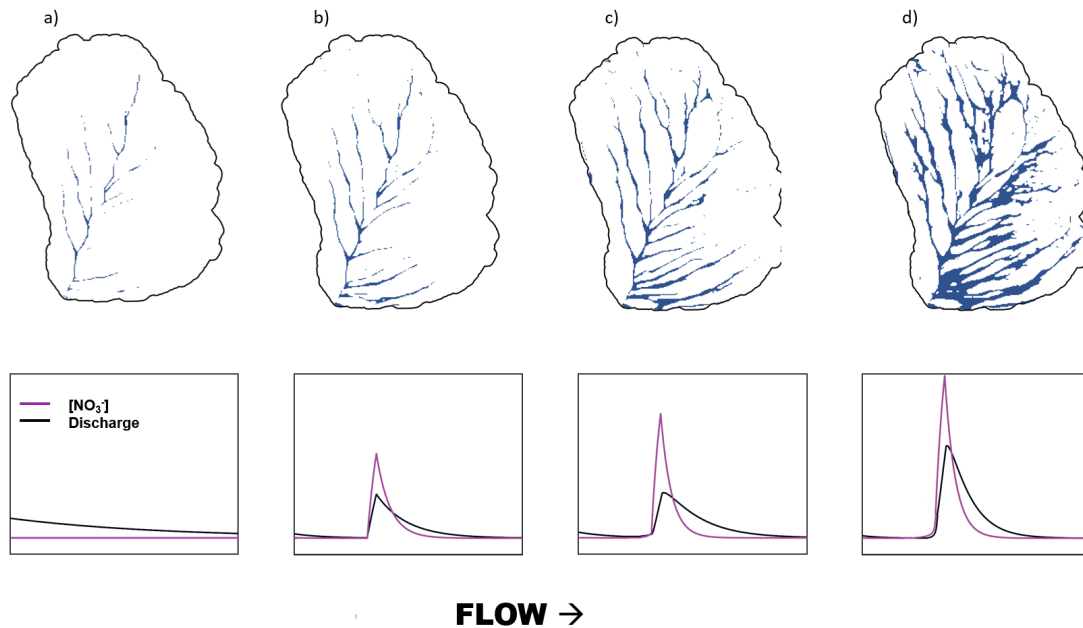 a)
b)
c)
d)
[NO₃⁻]
Discharge
FLOW →